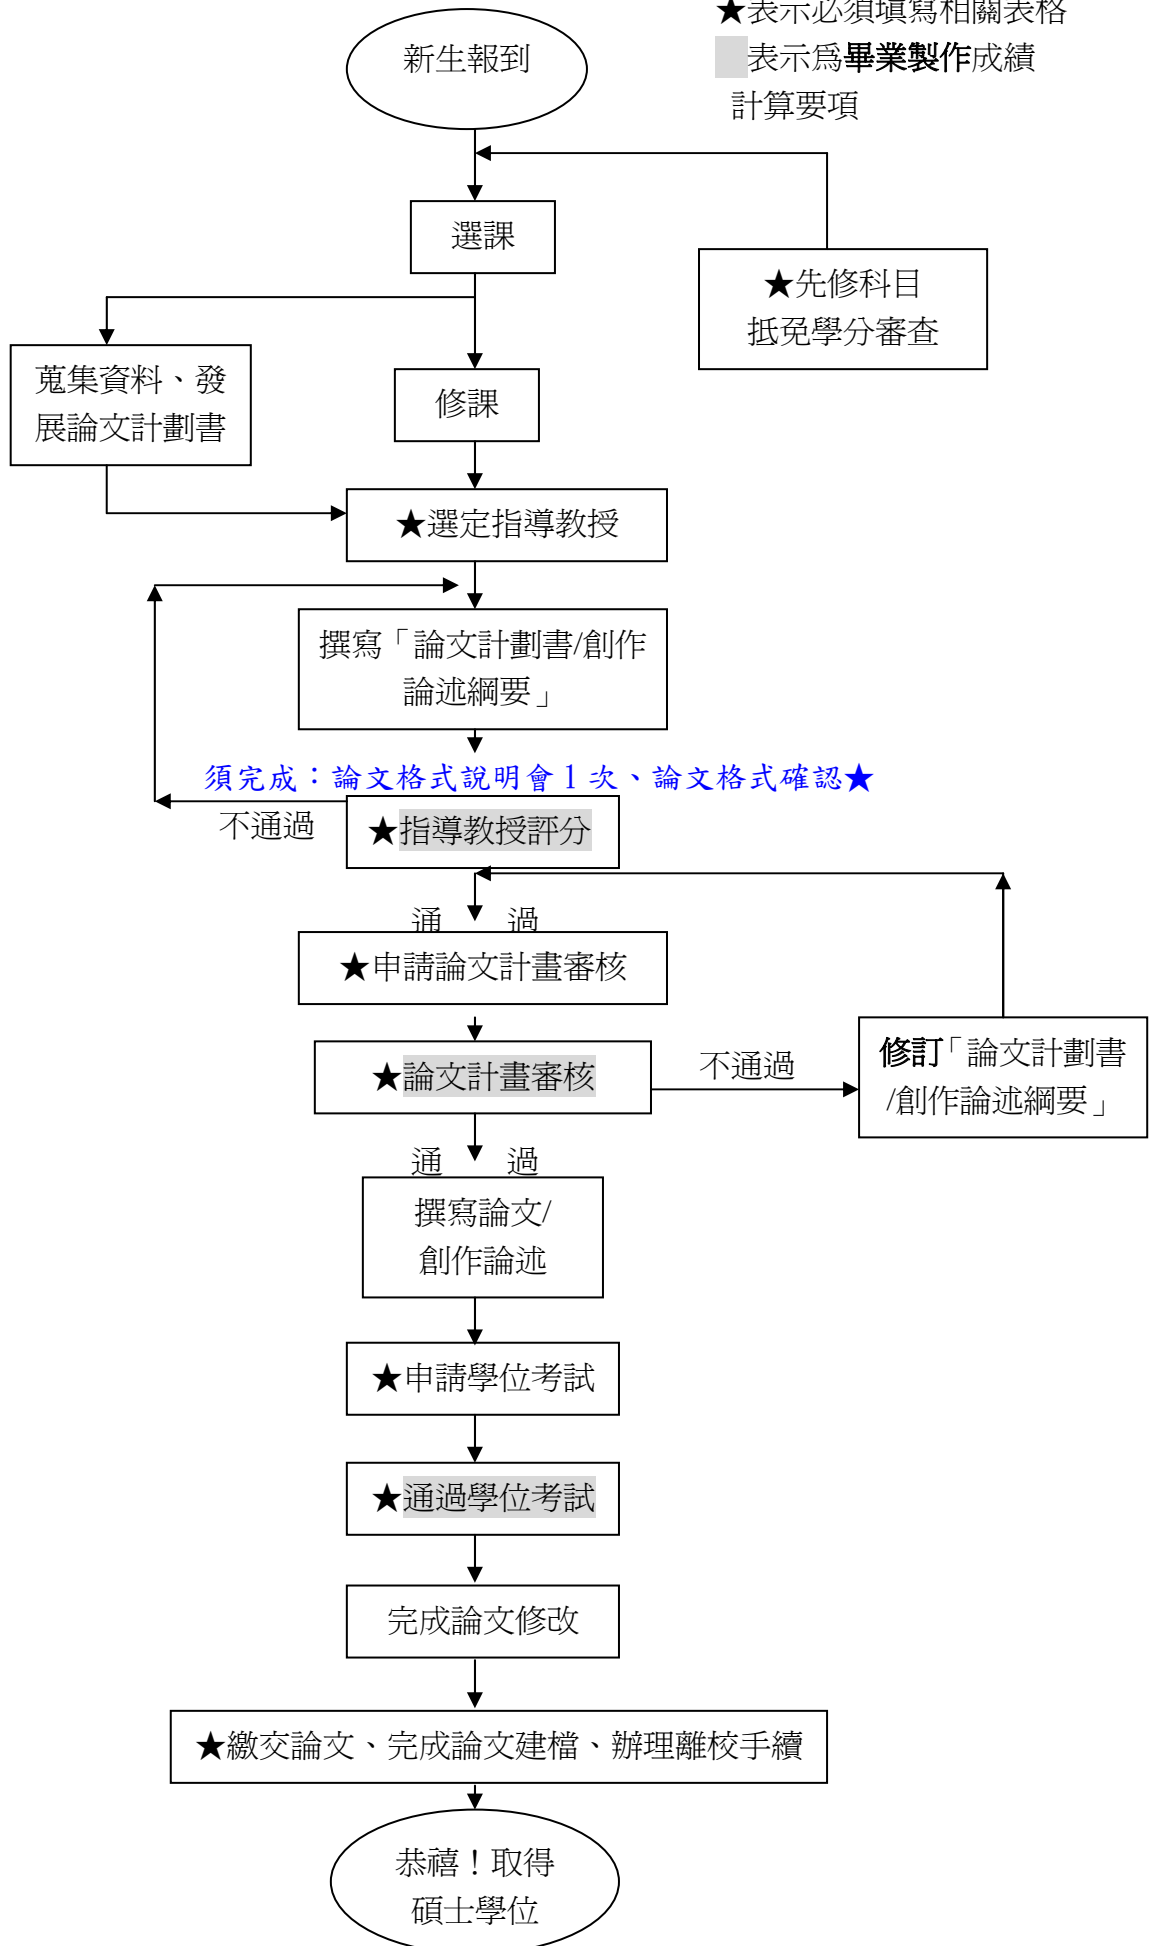 ★表示必須填寫相關表格
新生報到
表示為畢業製作成績
計算要項
選課
★先修科目
抵免學分審查
蒐集資料、發
展論文計劃書
修課
★選定指導教授
撰寫「論文計劃書/創作
論述綱要」
須完成：論文格式說明會1次、論文格式確認★
不通過
★指導教授評分
通 過
★申請論文計畫審核
★論文計畫審核
不通過
修訂「論文計劃書
/創作論述綱要」
通 過
撰寫論文/
創作論述
★申請學位考試
★通過學位考試
完成論文修改
★繳交論文、完成論文建檔、辦理離校手續
恭禧！取得
碩士學位